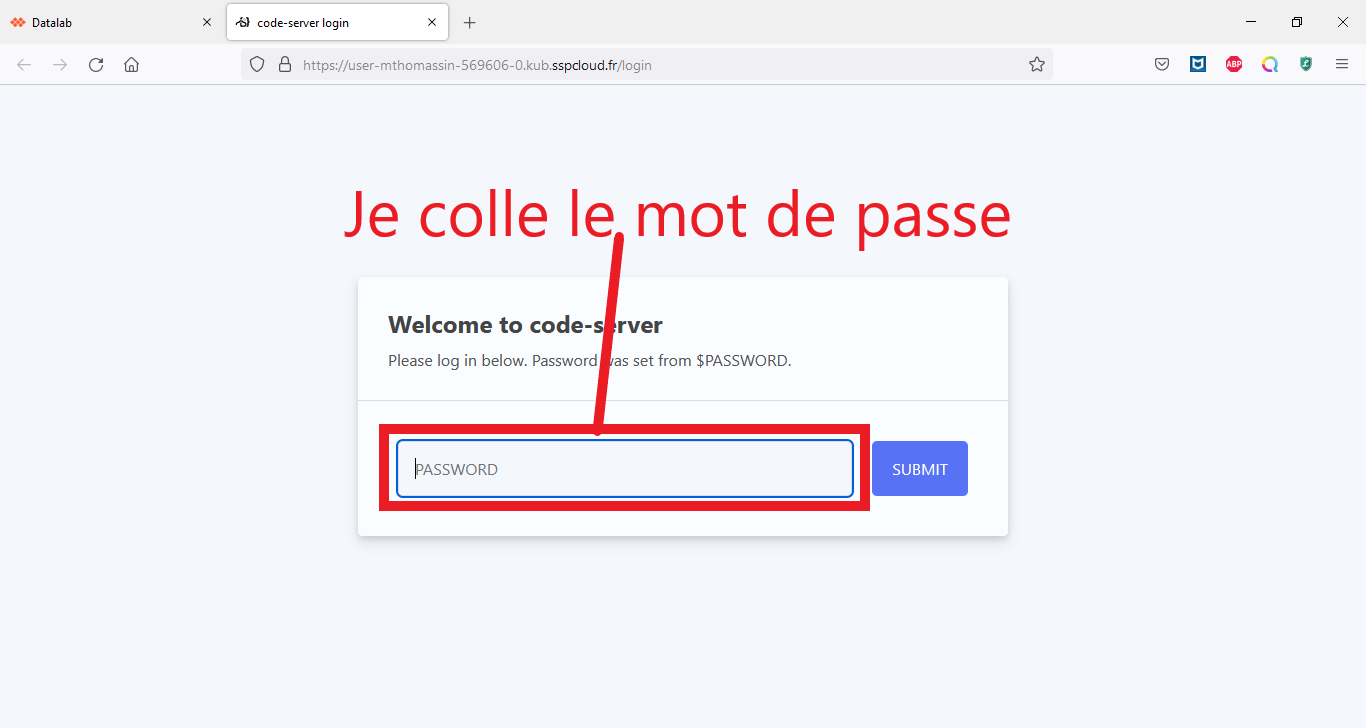 Datalab
code-server login
https://user-mthomassin-569606-0.kub.sspcloud.fr/login
ABP
Je colle le mot de passe
Welcome to code-server
Please log in below. Password was set from $PASSWORD.
PASSWORD
SUBMIT